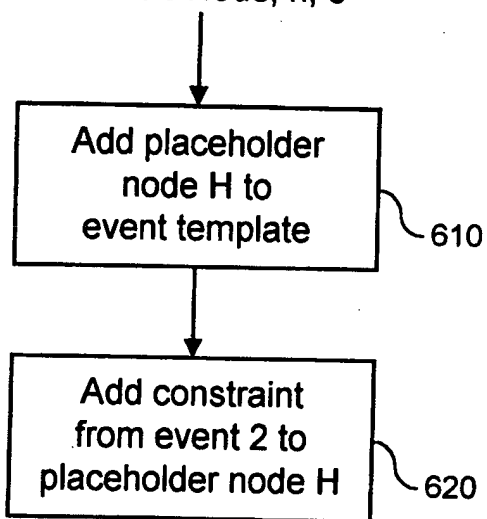 Add placeholder
node H to
event template
610
Add constraint
from event 2 to
placeholder node H
620